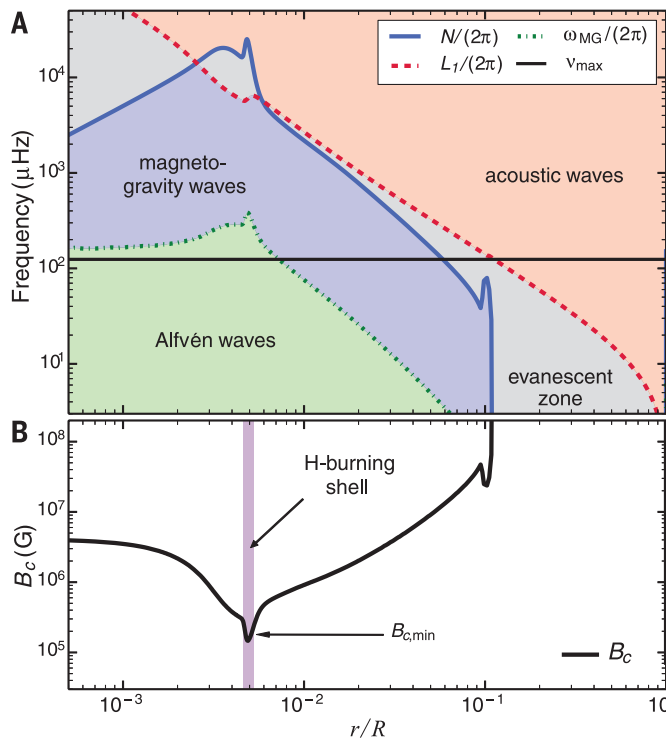 A
N/(2π)
ω_MG/(2π)
L₁/(2π)
ν_max
10⁴
10³
10²
10¹
Frequency (μHz)
magneto-
gravity waves
acoustic waves
Alfvén waves
evanescent
zone
B
10⁸
10⁷
10⁶
10⁵
B_c (G)
H-burning
shell
B_c,min
B_c
10⁻³
10⁻²
10⁻¹
10
r/R